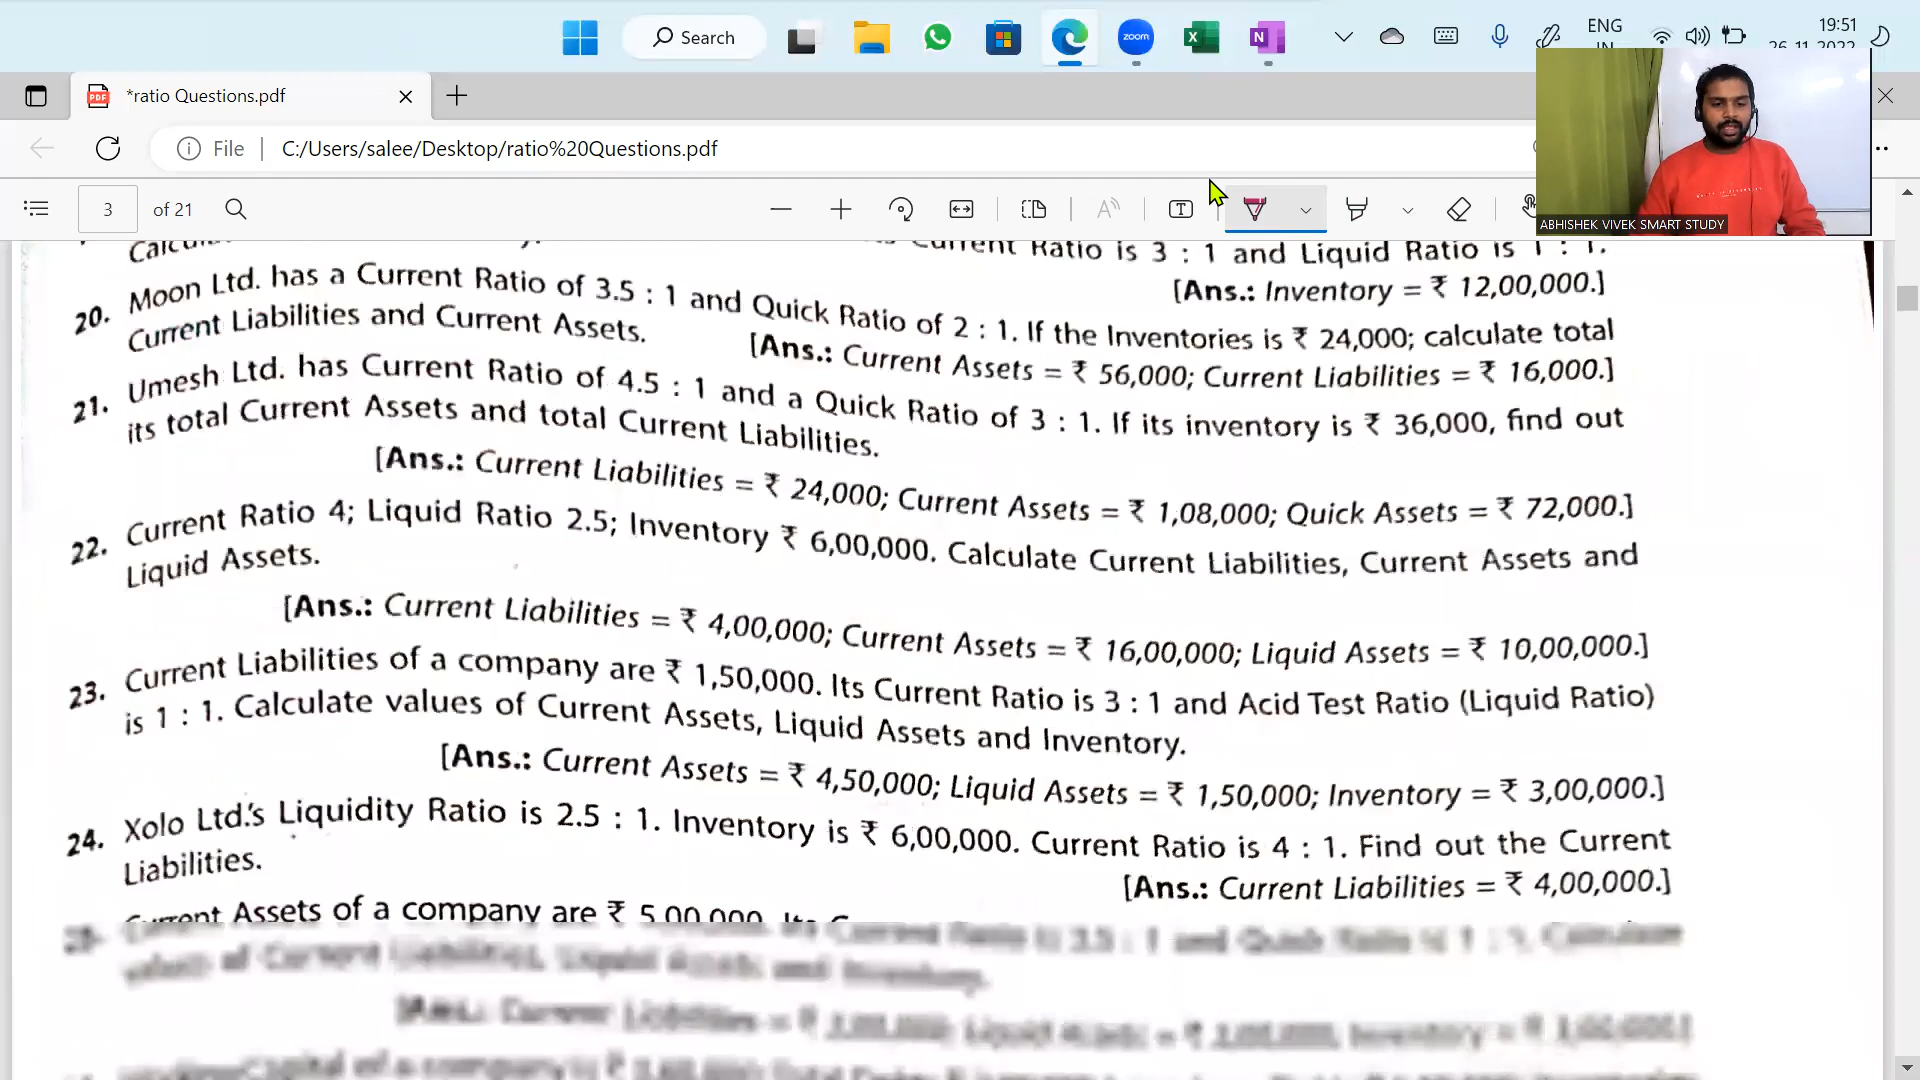 Search
zoom
ENG
IN
19:51
26-11-2022
*ratio Questions.pdf
File
C:/Users/salee/Desktop/ratio%20Questions.pdf
3 of 21
ABHISHEK VIVEK SMART STUDY
Current Ratio is 3 : 1 and Liquid Ratio is 1 : 1.
[Ans.: Inventory = ₹ 12,00,000.]
20. Moon Ltd. has a Current Ratio of 3.5 : 1 and Quick Ratio of 2 : 1. If the Inventories is ₹ 24,000; calculate total
Current Liabilities and Current Assets.
[Ans.: Current Assets = ₹ 56,000; Current Liabilities = ₹ 16,000.]
21. Umesh Ltd. has Current Ratio of 4.5 : 1 and a Quick Ratio of 3 : 1. If its inventory is ₹ 36,000, find out
its total Current Assets and total Current Liabilities.
[Ans.: Current Liabilities = ₹ 24,000; Current Assets = ₹ 1,08,000; Quick Assets = ₹ 72,000.]
22. Current Ratio 4; Liquid Ratio 2.5; Inventory ₹ 6,00,000. Calculate Current Liabilities, Current Assets and
Liquid Assets.
[Ans.: Current Liabilities = ₹ 4,00,000; Current Assets = ₹ 16,00,000; Liquid Assets = ₹ 10,00,000.]
23. Current Liabilities of a company are ₹ 1,50,000. Its Current Ratio is 3 : 1 and Acid Test Ratio (Liquid Ratio)
is 1 : 1. Calculate values of Current Assets, Liquid Assets and Inventory.
[Ans.: Current Assets = ₹ 4,50,000; Liquid Assets = ₹ 1,50,000; Inventory = ₹ 3,00,000.]
24. Xolo Ltd.'s Liquidity Ratio is 2.5 : 1. Inventory is ₹ 6,00,000. Current Ratio is 4 : 1. Find out the Current
Liabilities.
[Ans.: Current Liabilities = ₹ 4,00,000.]
Current Assets of a company are ₹ 5,00,000. Its